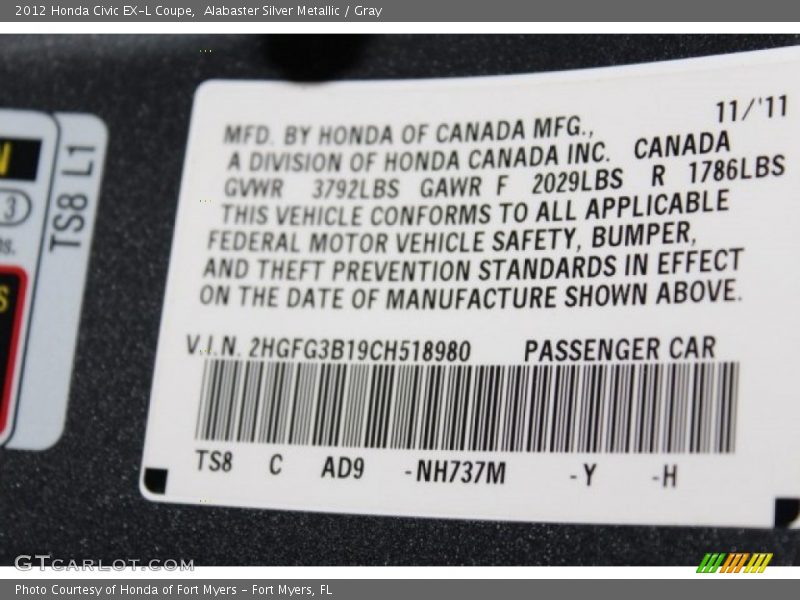 2012 Honda Civic EX-L Coupe,  Alabaster Silver Metallic / Gray
11/'11
MFD. BY HONDA OF CANADA MFG.,
A DIVISION OF HONDA CANADA INC. CANADA
GVWR 3792LBS GAWR F 2029LBS R 1786LBS
THIS VEHICLE CONFORMS TO ALL APPLICABLE
FEDERAL MOTOR VEHICLE SAFETY, BUMPER,
AND THEFT PREVENTION STANDARDS IN EFFECT
ON THE DATE OF MANUFACTURE SHOWN ABOVE.
V.I.N. 2HGFG3B19CH518980 PASSENGER CAR
TS8 C AD9 -NH737M -Y -H
TS8 L1
N
3
S
GTCARLOT.COM
Photo Courtesy of Honda of Fort Myers - Fort Myers, FL